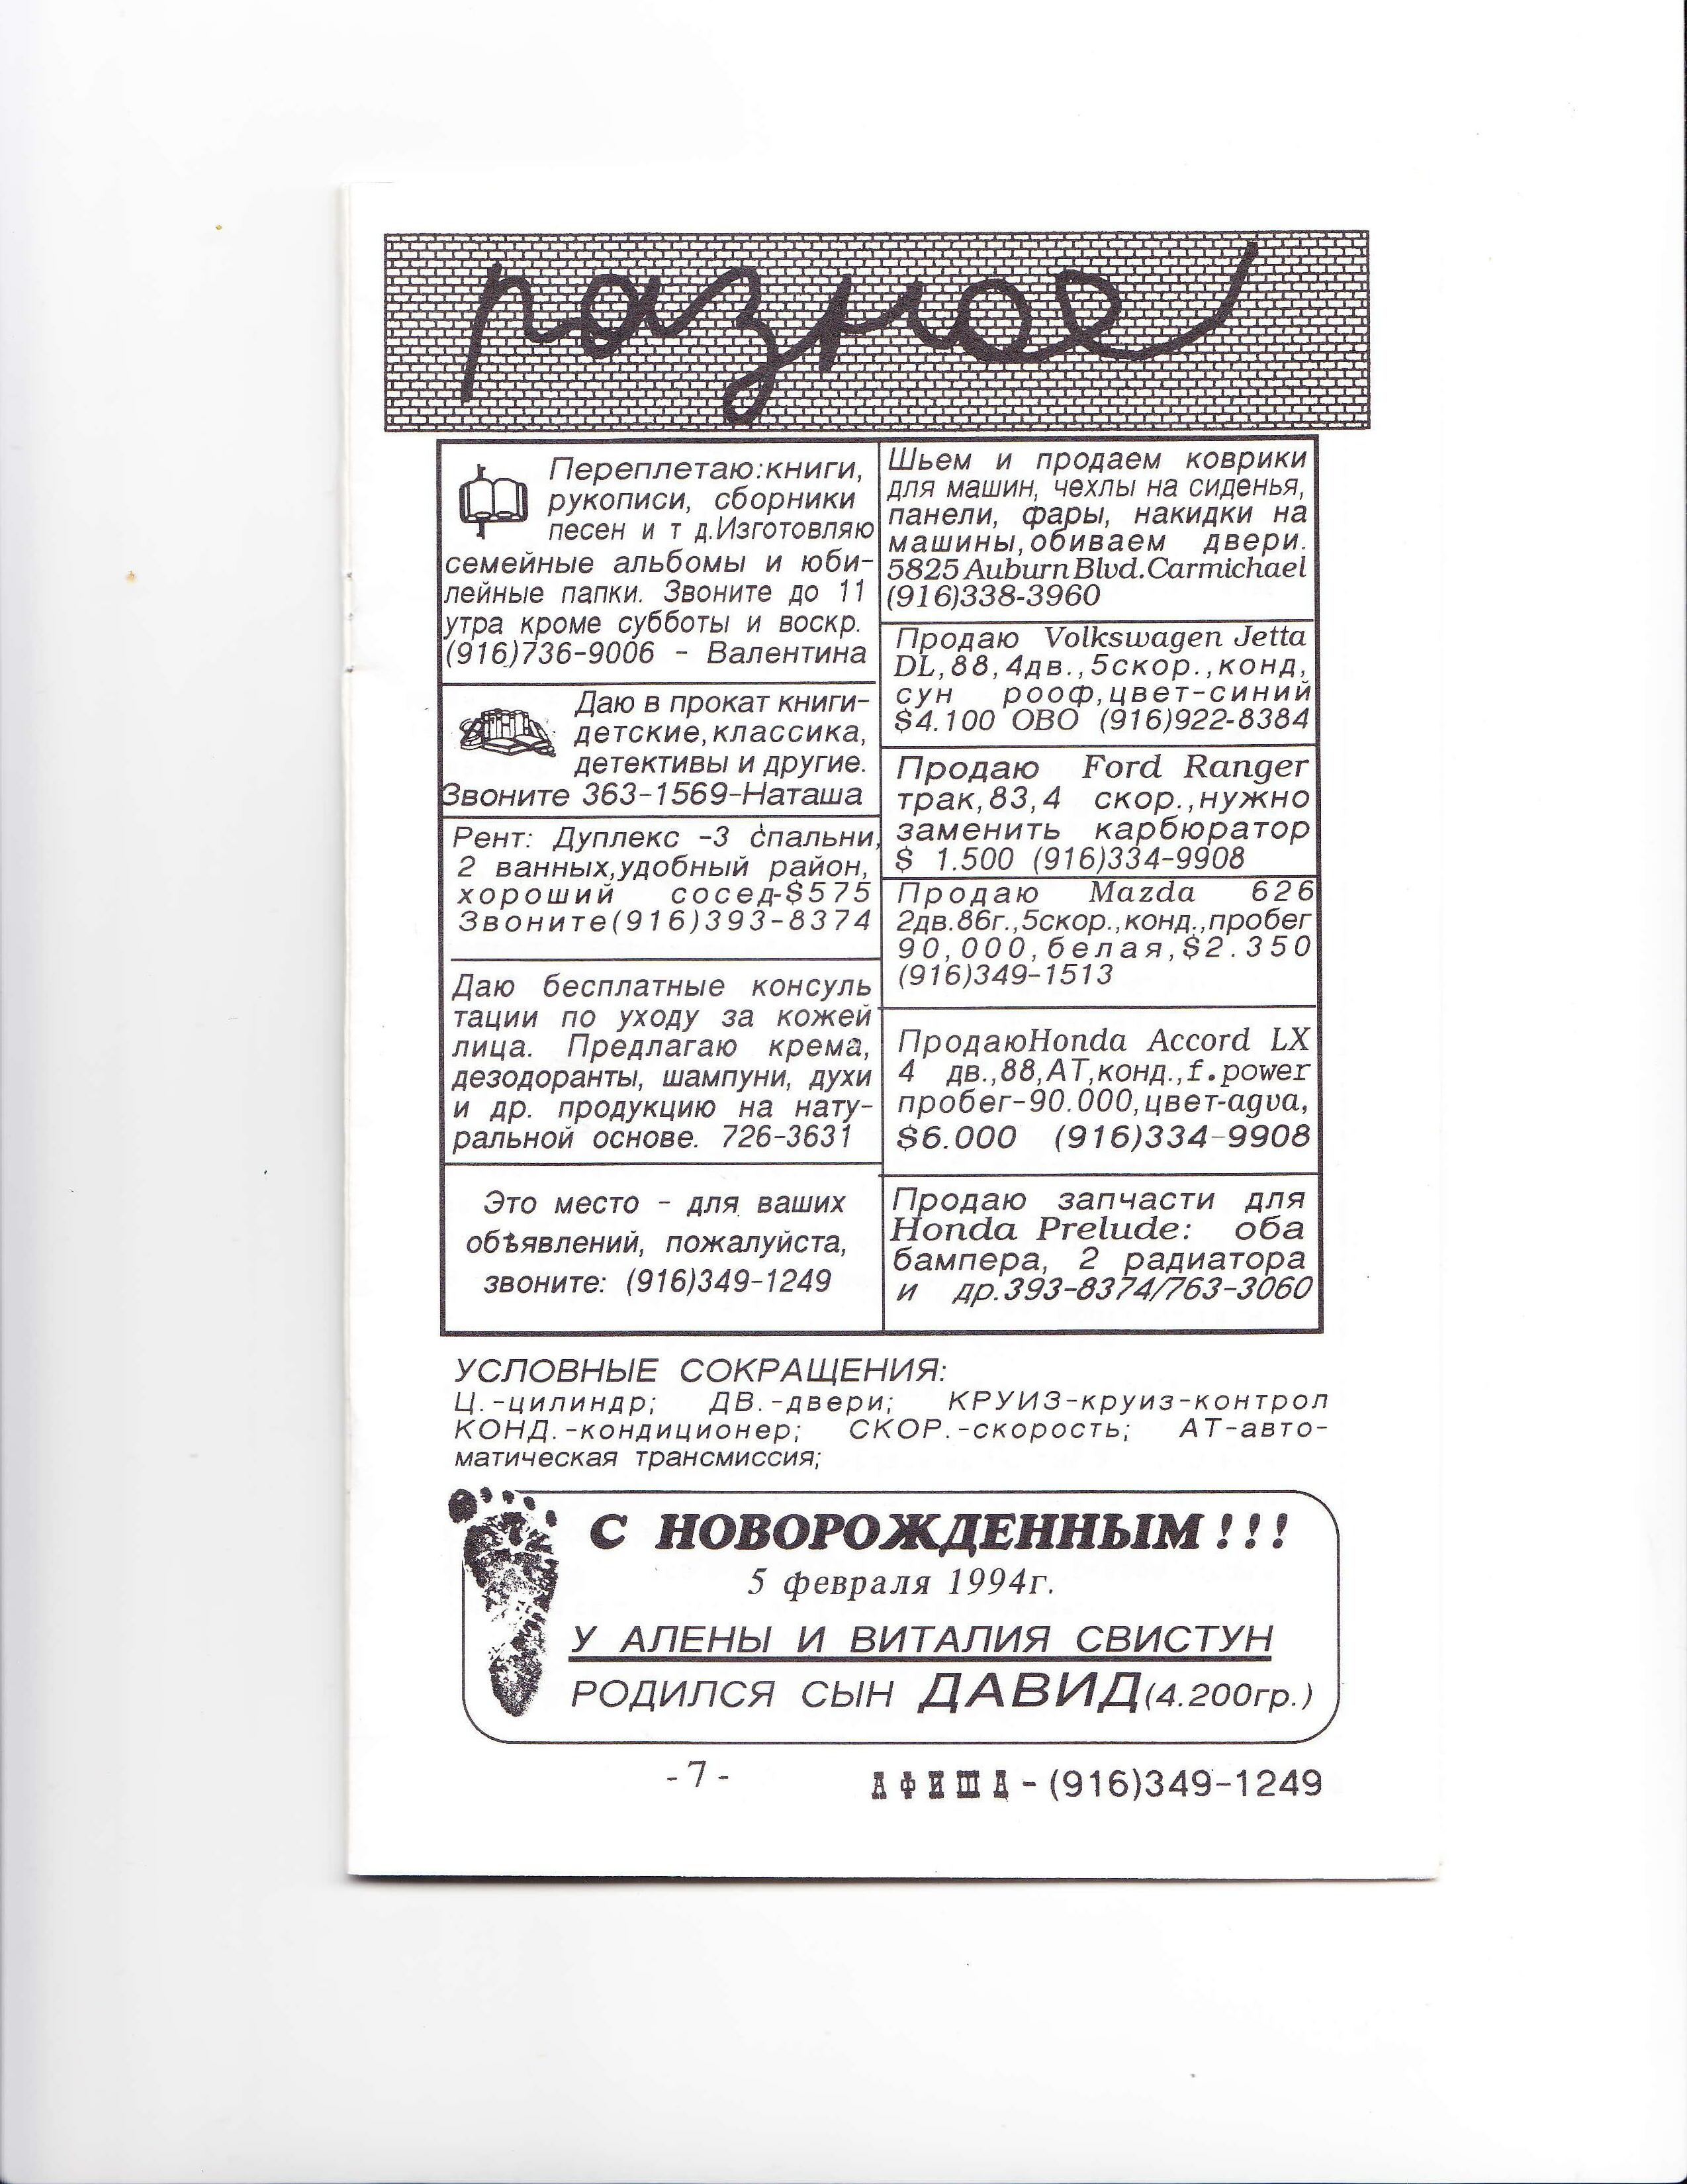 разное
Переплетаю:книги,
рукописи, сборники
песен и т д.Изготовляю
семейные альбомы и юби-
лейные папки. Звоните до 11
утра кроме субботы и воскр.
(916)736-9006 - Валентина
Даю в прокат книги-
детские,классика,
детективы и другие.
Звоните 363-1569-Наташа
Рент: Дуплекс -3 спальни,
2 ванных,удобный район,
хороший сосед-$575
Звоните(916)393-8374
Даю бесплатные консуль
тации по уходу за кожей
лица. Предлагаю крема,
дезодоранты, шампуни, духи
и др. продукцию на нату-
ральной основе. 726-3631
Это место - для ваших
объявлений, пожалуйста,
звоните: (916)349-1249
Шьем и продаем коврики
для машин, чехлы на сиденья,
панели, фары, накидки на
машины,обиваем двери.
5825 Auburn Blvd.Carmichael
(916)338-3960
Продаю Volkswagen Jetta
DL,88,4дв.,5скор.,конд,
сун рооф,цвет-синий
$4.100 OBO (916)922-8384
Продаю Ford Ranger
трак,83,4 скор.,нужно
заменить карбюратор
$ 1.500 (916)334-9908
Продаю Mazda 626
2дв.86г.,5скор.,конд.,пробег
90,000,белая,$2.350
(916)349-1513
ПродаюHonda Accord LX
4 дв.,88,АТ,конд.,f.power
пробег-90.000,цвет-agva,
$6.000 (916)334-9908
Продаю запчасти для
Honda Prelude: оба
бампера, 2 радиатора
и др.393-8374/763-3060
УСЛОВНЫЕ СОКРАЩЕНИЯ:
Ц.-цилиндр; ДВ.-двери; КРУИЗ-круиз-контрол
КОНД.-кондиционер; СКОР.-скорость; АТ-авто-
матическая трансмиссия;
С НОВОРОЖДЕННЫМ!!!
5 февраля 1994г.
У АЛЕНЫ И ВИТАЛИЯ СВИСТУН
РОДИЛСЯ СЫН ДАВИД(4.200гр.)
-7-
АФИША-(916)349-1249